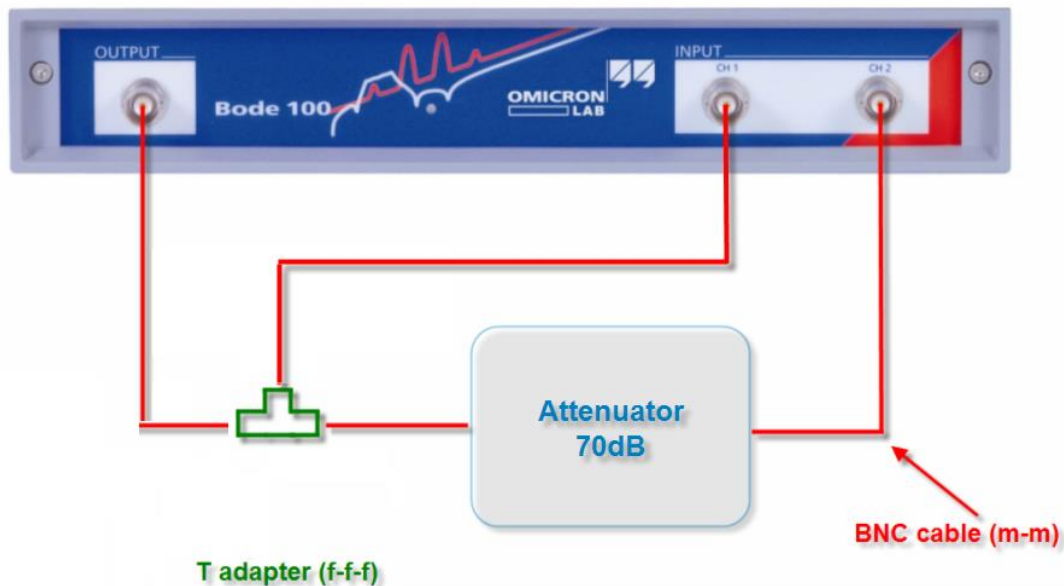 OUTPUT
INPUT
CH 1
CH 2
Bode 100
OMICRON
LAB
Attenuator
70dB
BNC cable (m-m)
T adapter (f-f-f)